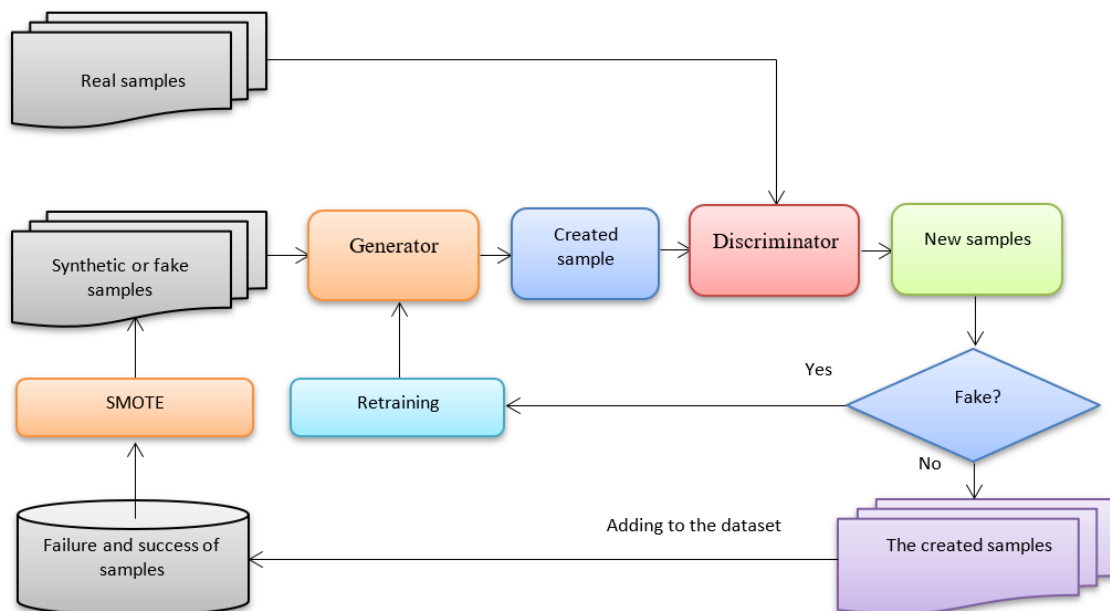 Real samples
Synthetic or fake
samples
Generator
Created
sample
Discriminator
New samples
SMOTE
Retraining
Yes
Fake?
No
Failure and success of
samples
Adding to the dataset
The created samples